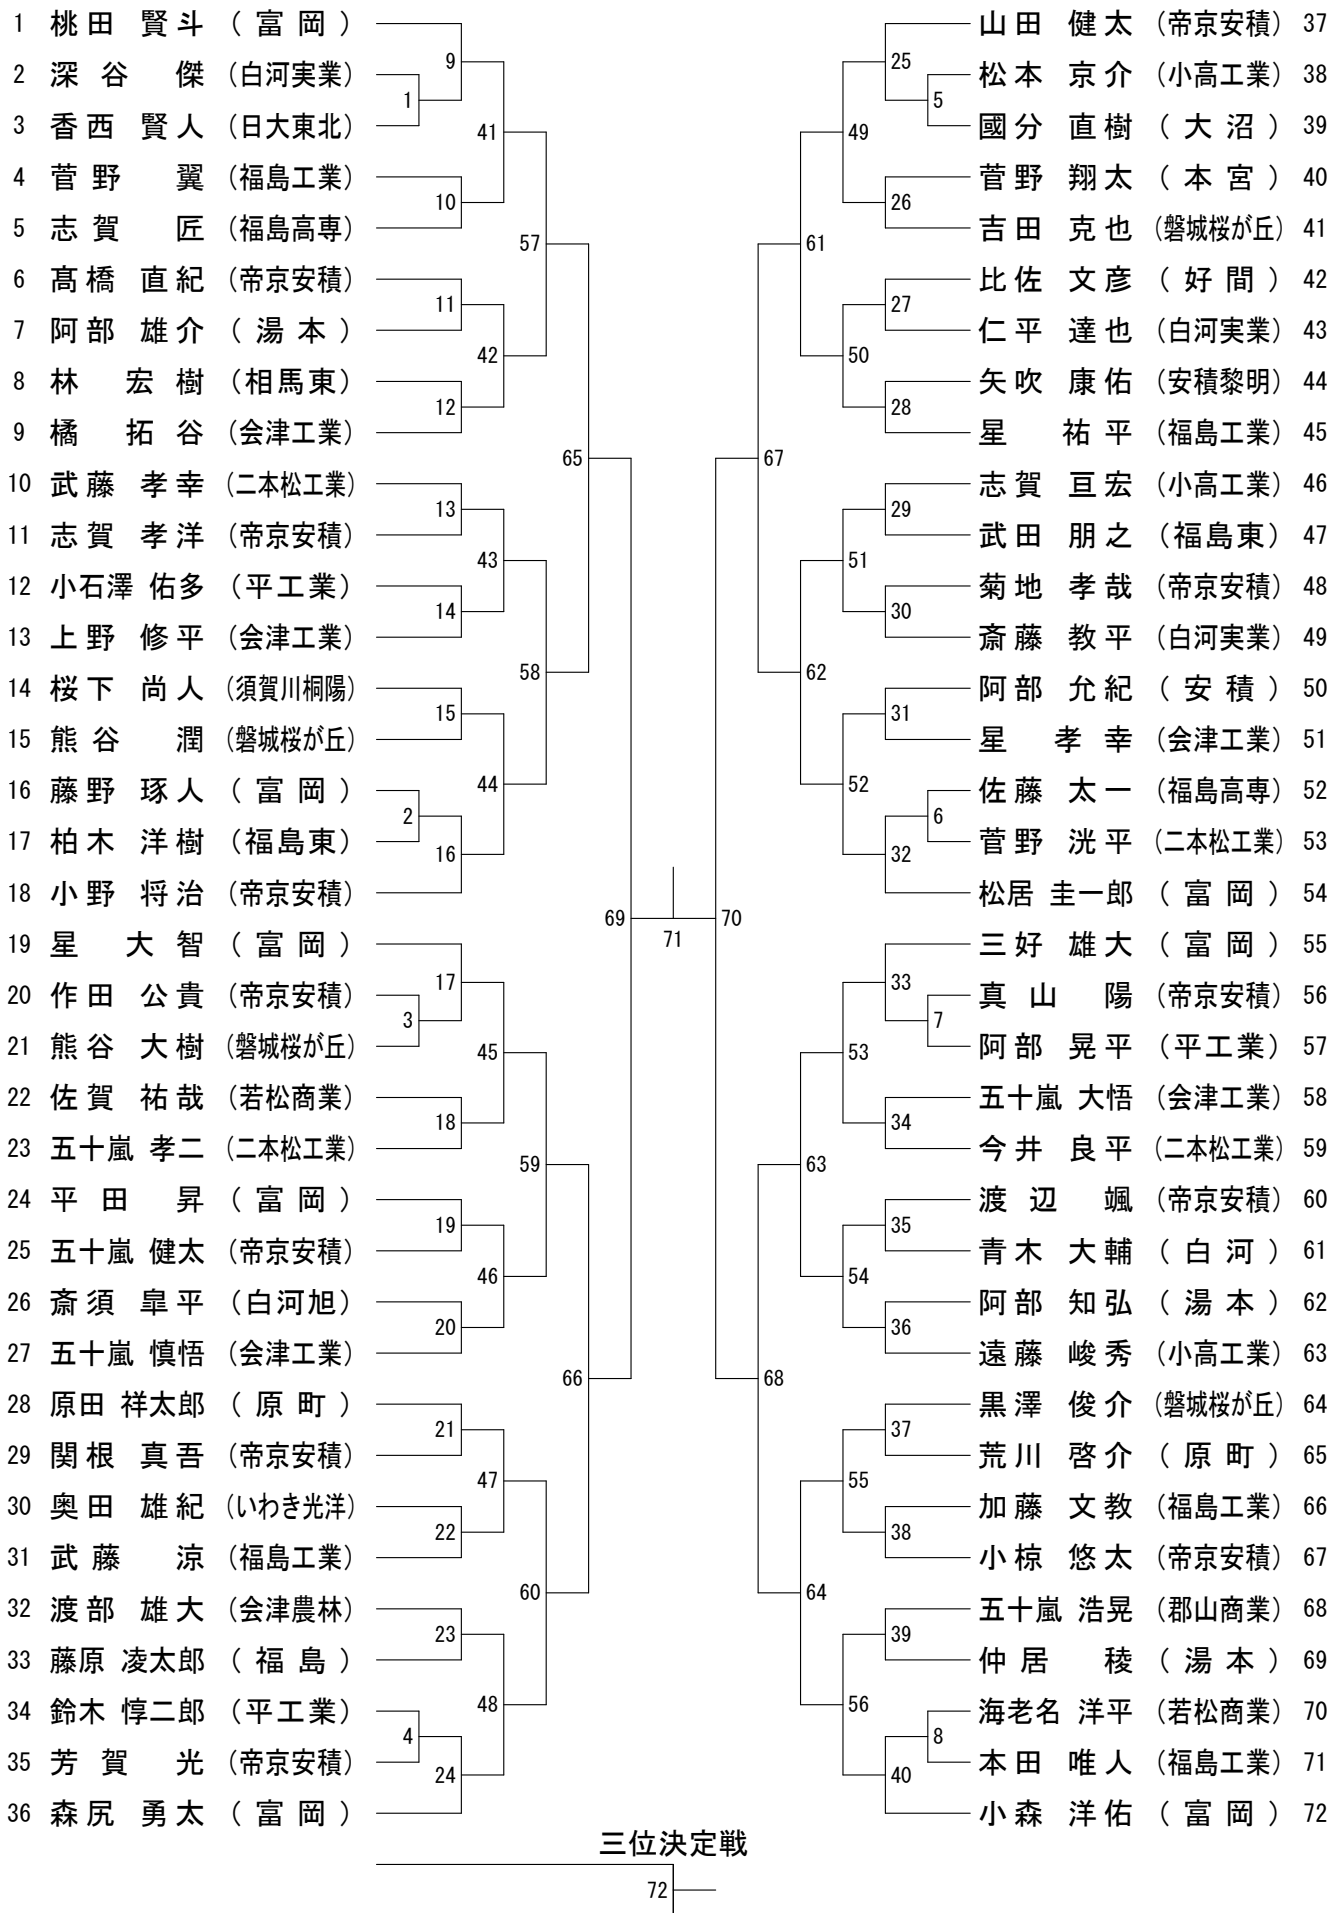 1 桃田 賢斗 (富岡)
2 深谷 傑 (白河実業)
3 香西 賢人 (日大東北)
4 菅野 翼 (福島工業)
5 志賀 匠 (福島高専)
6 髙橋 直紀 (帝京安積)
7 阿部 雄介 (湯本)
8 林 宏樹 (相馬東)
9 橘 拓谷 (会津工業)
10 武藤 孝幸 (二本松工業)
11 志賀 孝洋 (帝京安積)
12 小石澤 佑多 (平工業)
13 上野 修平 (会津工業)
14 桜下 尚人 (須賀川桐陽)
15 熊谷 潤 (磐城桜が丘)
16 藤野 琢人 (富岡)
17 柏木 洋樹 (福島東)
18 小野 将治 (帝京安積)
19 星 大智 (富岡)
20 作田 公貴 (帝京安積)
21 熊谷 大樹 (磐城桜が丘)
22 佐賀 祐哉 (若松商業)
23 五十嵐 孝二 (二本松工業)
24 平田 昇 (富岡)
25 五十嵐 健太 (帝京安積)
26 斎須 皐平 (白河旭)
27 五十嵐 慎悟 (会津工業)
28 原田 祥太郎 (原町)
29 関根 真吾 (帝京安積)
30 奥田 雄紀 (いわき光洋)
31 武藤 涼 (福島工業)
32 渡部 雄大 (会津農林)
33 藤原 凌太郎 (福島)
34 鈴木 惇二郎 (平工業)
35 芳賀 光 (帝京安積)
36 森尻 勇太 (富岡)
1
2
3
4
9
10
11
12
13
14
15
16
17
18
19
20
21
22
23
24
41
42
43
44
45
46
47
48
57
58
59
60
65
66
69
71
70
67
68
61
62
63
64
49
50
51
52
53
54
55
56
25
26
27
28
29
30
31
32
33
34
35
36
37
38
39
40
5
6
7
8
山田 健太 (帝京安積) 37
松本 京介 (小高工業) 38
國分 直樹 (大沼) 39
菅野 翔太 (本宮) 40
吉田 克也 (磐城桜が丘) 41
比佐 文彦 (好間) 42
仁平 達也 (白河実業) 43
矢吹 康佑 (安積黎明) 44
星 祐平 (福島工業) 45
志賀 亘宏 (小高工業) 46
武田 朋之 (福島東) 47
菊地 孝哉 (帝京安積) 48
斎藤 教平 (白河実業) 49
阿部 允紀 (安積) 50
星 孝幸 (会津工業) 51
佐藤 太一 (福島高専) 52
菅野 洸平 (二本松工業) 53
松居 圭一郎 (富岡) 54
三好 雄大 (富岡) 55
真山 陽 (帝京安積) 56
阿部 晃平 (平工業) 57
五十嵐 大悟 (会津工業) 58
今井 良平 (二本松工業) 59
渡辺 颯 (帝京安積) 60
青木 大輔 (白河) 61
阿部 知弘 (湯本) 62
遠藤 峻秀 (小高工業) 63
黒澤 俊介 (磐城桜が丘) 64
荒川 啓介 (原町) 65
加藤 文教 (福島工業) 66
小椋 悠太 (帝京安積) 67
五十嵐 浩晃 (郡山商業) 68
仲居 稜 (湯本) 69
海老名 洋平 (若松商業) 70
本田 唯人 (福島工業) 71
小森 洋佑 (富岡) 72
三位決定戦
72